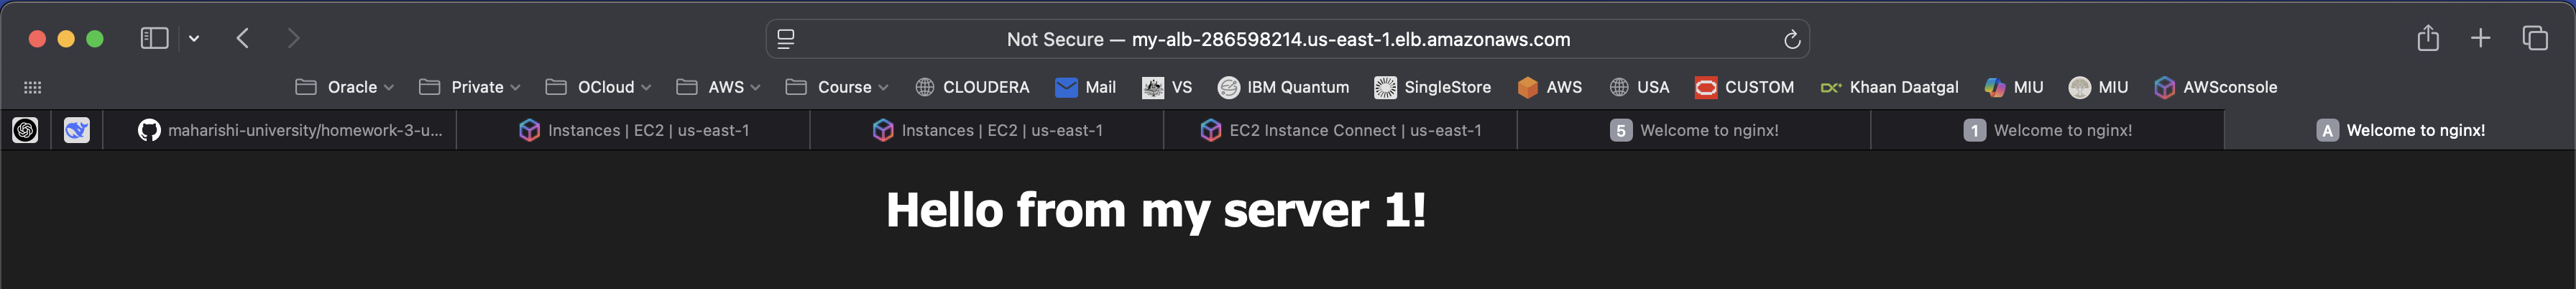 Not Secure — my-alb-286598214.us-east-1.elb.amazonaws.com
Oracle Private OCloud AWS Course CLOUDERA Mail VS IBM Quantum SingleStore AWS USA CUSTOM Khaan Daatgal MIU MIU AWSconsole
maharishi-university/homework-3-u... Instances | EC2 | us-east-1 Instances | EC2 | us-east-1 EC2 Instance Connect | us-east-1 5 Welcome to nginx! 1 Welcome to nginx! A Welcome to nginx!
Hello from my server 1!